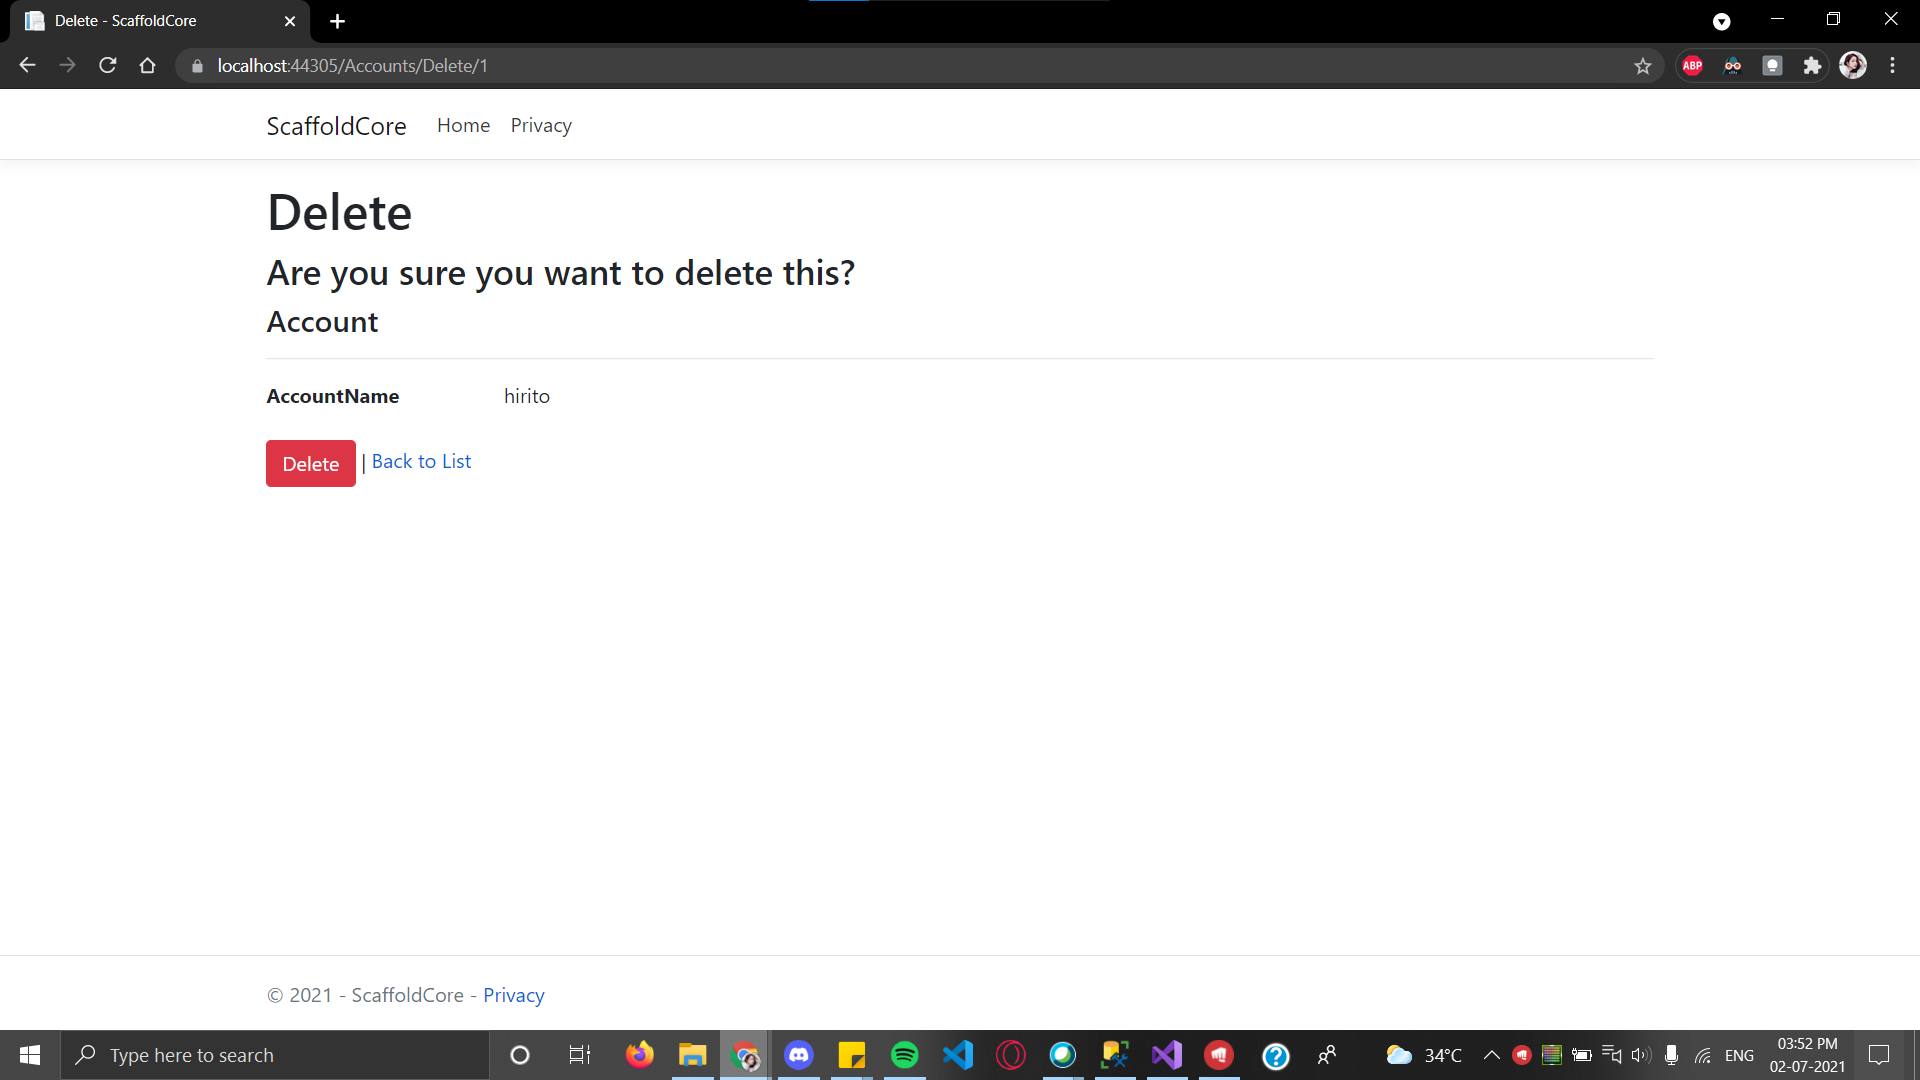 Delete - ScaffoldCore
localhost:44305/Accounts/Delete/1
ABP
ScaffoldCore Home Privacy
Delete
Are you sure you want to delete this?
Account
AccountName hirito
Delete | Back to List
© 2021 - ScaffoldCore - Privacy
Type here to search
34°C
ENG
03:52 PM
02-07-2021